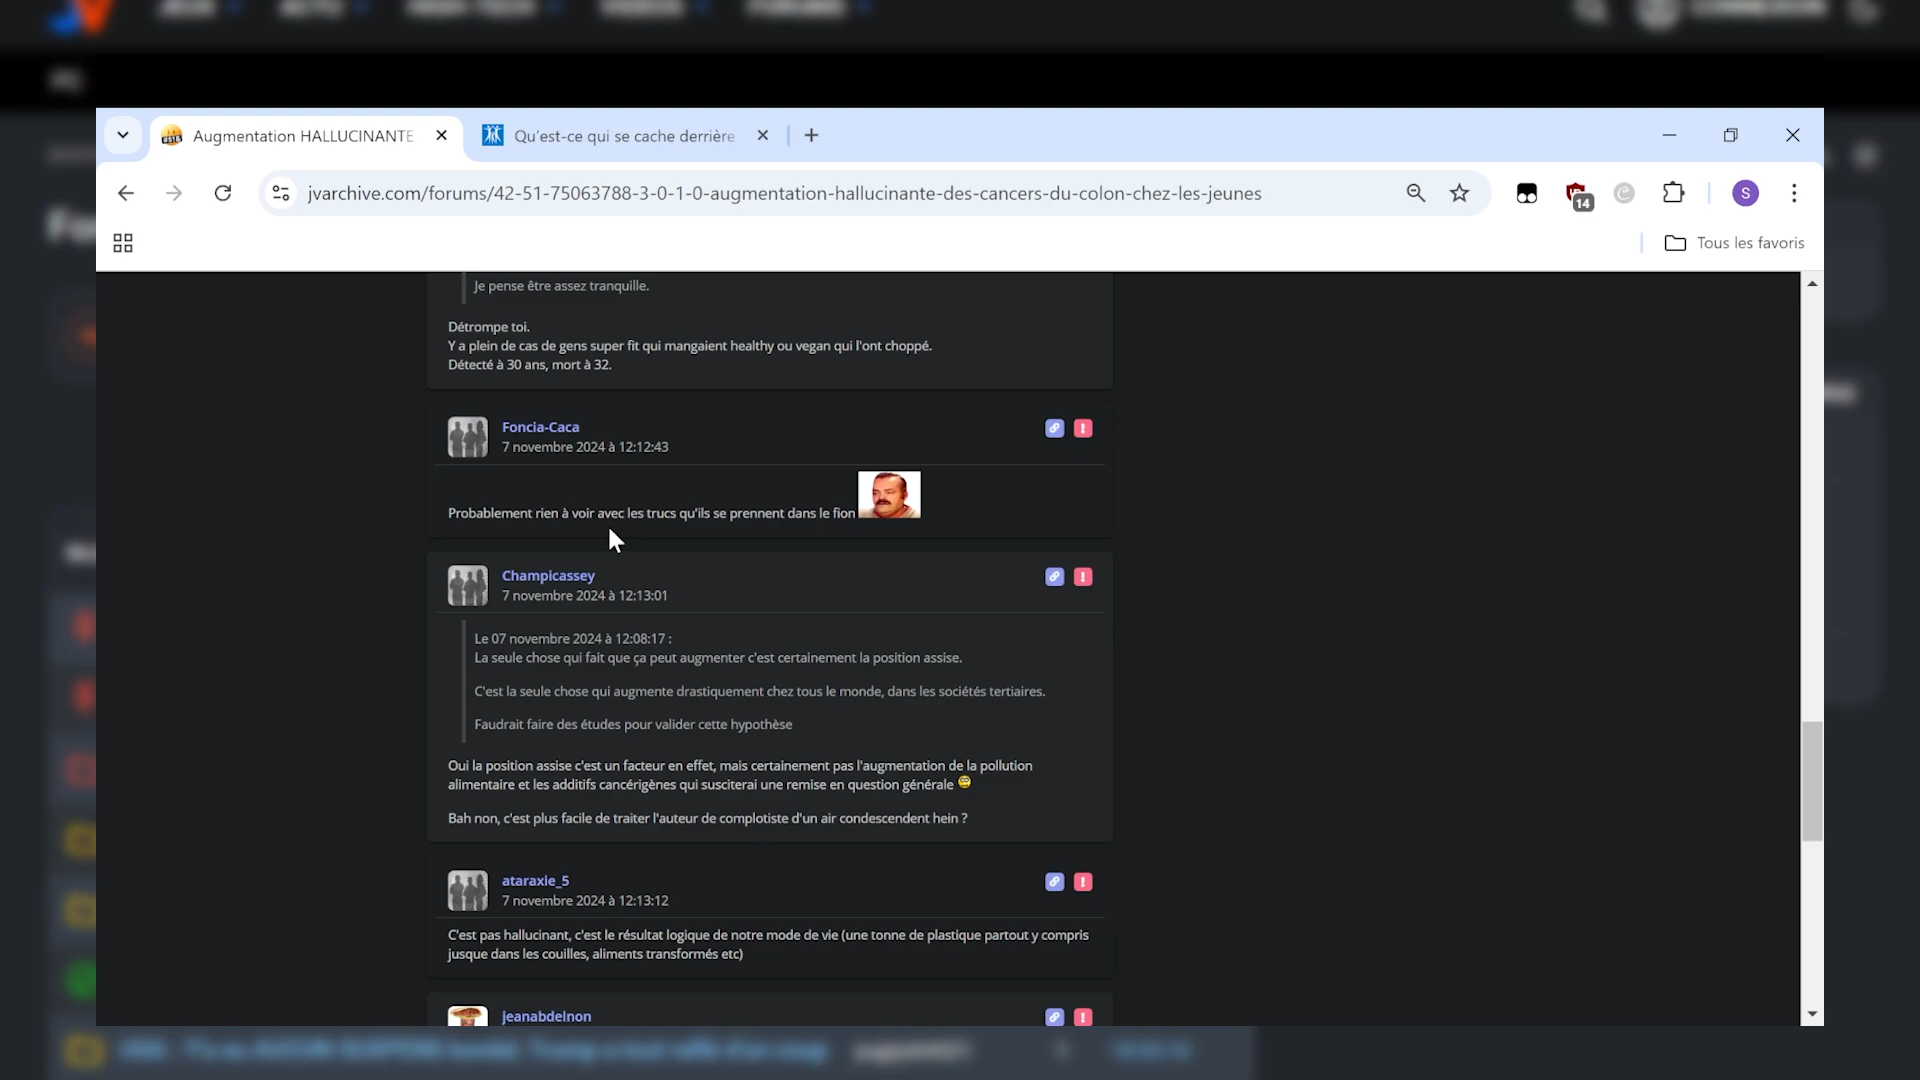 JEUX
ACTU
HIGH-TECH
VIDEOS
FORUMS
CONNEXION
PC
Augmentation HALLUCINANTE
Qu'est-ce qui se cache derrière
jvarchive.com/forums/42-51-75063788-3-0-1-0-augmentation-hallucinante-des-cancers-du-colon-chez-les-jeunes
14
S
Tous les favoris
Je pense être assez tranquille.
Détrompe toi.
Y a plein de cas de gens super fit qui mangaient healthy ou vegan qui l'ont choppé.
Détecté à 30 ans, mort à 32.
Foncia-Caca
7 novembre 2024 à 12:12:43
Probablement rien à voir avec les trucs qu'ils se prennent dans le fion
Champicassey
7 novembre 2024 à 12:13:01
Le 07 novembre 2024 à 12:08:17 :
La seule chose qui fait que ça peut augmenter c'est certainement la position assise.
C'est la seule chose qui augmente drastiquement chez tous le monde, dans les sociétés tertiaires.
Faudrait faire des études pour valider cette hypothèse
Oui la position assise c'est un facteur en effet, mais certainement pas l'augmentation de la pollution
alimentaire et les additifs cancérigènes qui susciterai une remise en question générale
Bah non, c'est plus facile de traiter l'auteur de complotiste d'un air condescendent hein ?
ataraxie_5
7 novembre 2024 à 12:13:12
C'est pas hallucinant, c'est le résultat logique de notre mode de vie (une tonne de plastique partout y compris
jusque dans les couilles, aliments transformés etc)
jeanabdelnon